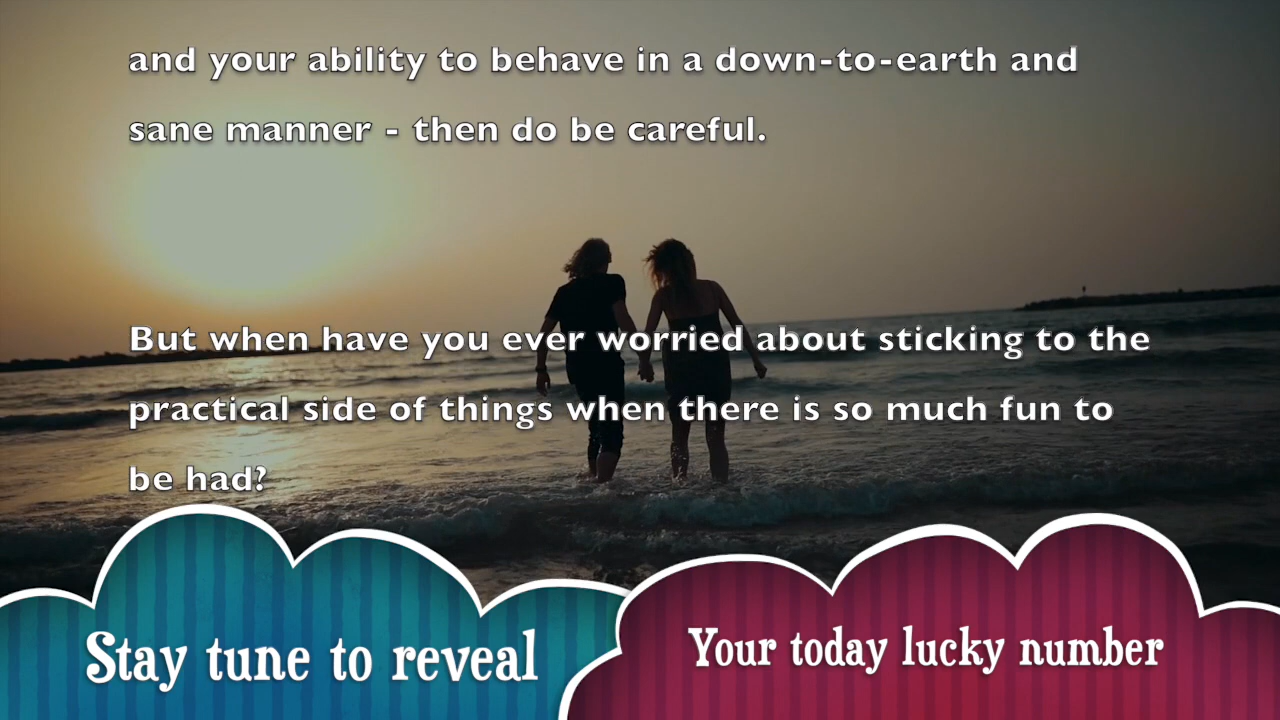 and your ability to behave in a down-to-earth and
sane manner - then do be careful.
But when have you ever worried about sticking to the
practical side of things when there is so much fun to
be had?
Stay tune to reveal
Your today lucky number